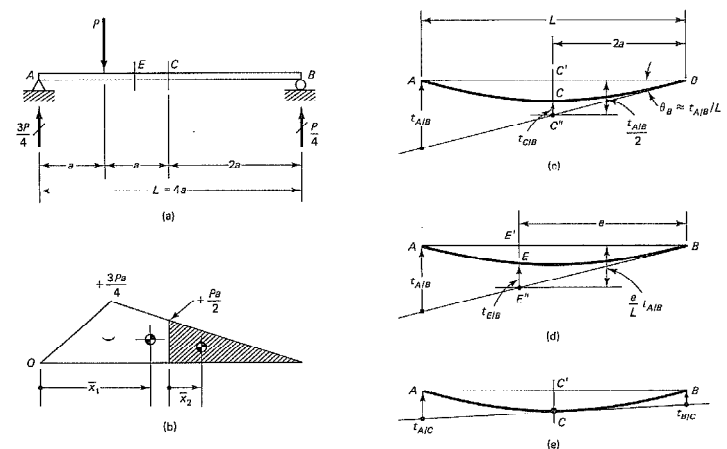 P
A
E
C
B
3P/4
P/4
a
a
2a
L = 4a
(a)
+ 3Pa/4
+ Pa/2
O
x̄₁
x̄₂
(b)
L
2a
C'
A
C
θ_B ≈ t_A/B/L
t_A/B
t_C/B
C''
t_A/B/2
(c)
e
A
E'
B
E
t_A/B
t_E/B
E''
e/L t_A/B
(d)
A
C'
B
t_A/C
C
t_B/C
(e)